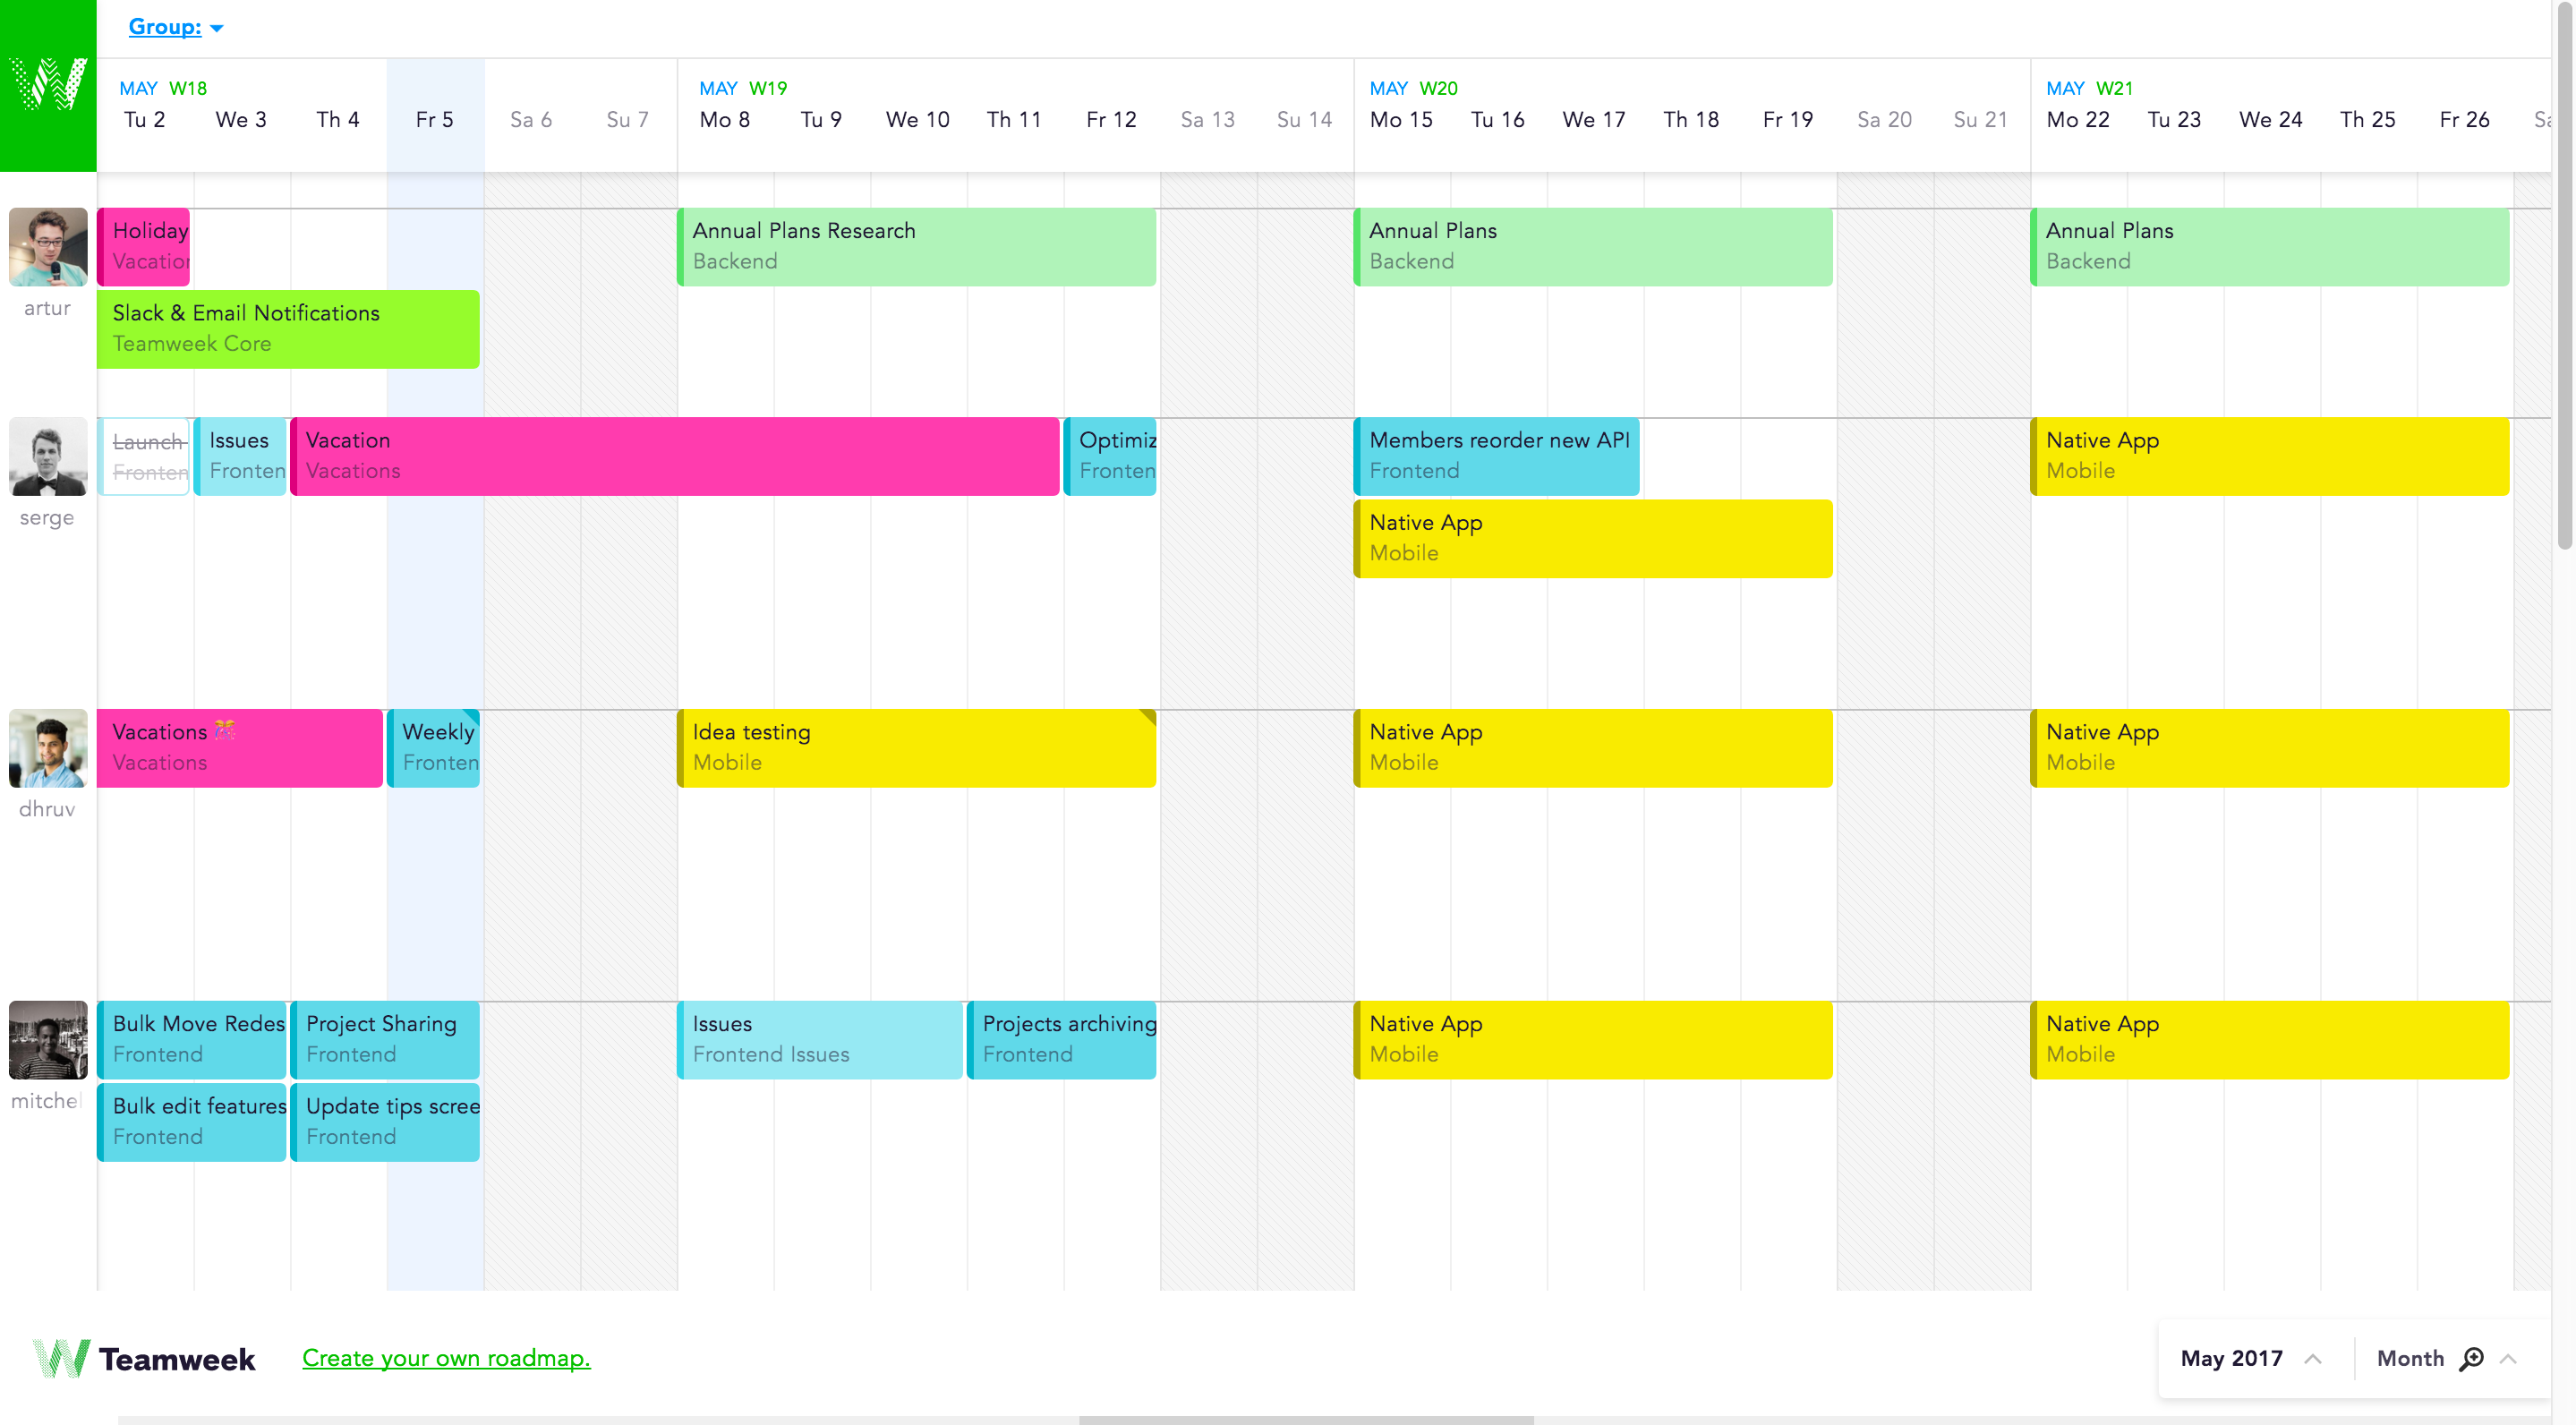 Group:
MAY W18
MAY W19
MAY W20
MAY W21
Tu 2 We 3 Th 4 Fr 5 Sa 6 Su 7 Mo 8 Tu 9 We 10 Th 11 Fr 12 Sa 13 Su 14 Mo 15 Tu 16 We 17 Th 18 Fr 19 Sa 20 Su 21 Mo 22 Tu 23 We 24 Th 25 Fr 26 Sa
artur
Holiday
Vacation
Slack & Email Notifications
Teamweek Core
Annual Plans Research
Backend
Annual Plans
Backend
Annual Plans
Backend
serge
Launch
Fronten
Issues
Fronten
Vacation
Vacations
Optimiz
Fronten
Members reorder new API
Frontend
Native App
Mobile
Native App
Mobile
dhruv
Vacations 👯
Vacations
Weekly
Fronten
Idea testing
Mobile
Native App
Mobile
Native App
Mobile
mitchel
Bulk Move Redes
Frontend
Project Sharing
Frontend
Bulk edit features
Frontend
Update tips scree
Frontend
Issues
Frontend Issues
Projects archiving
Frontend
Native App
Mobile
Native App
Mobile
Teamweek
Create your own roadmap.
May 2017
Month